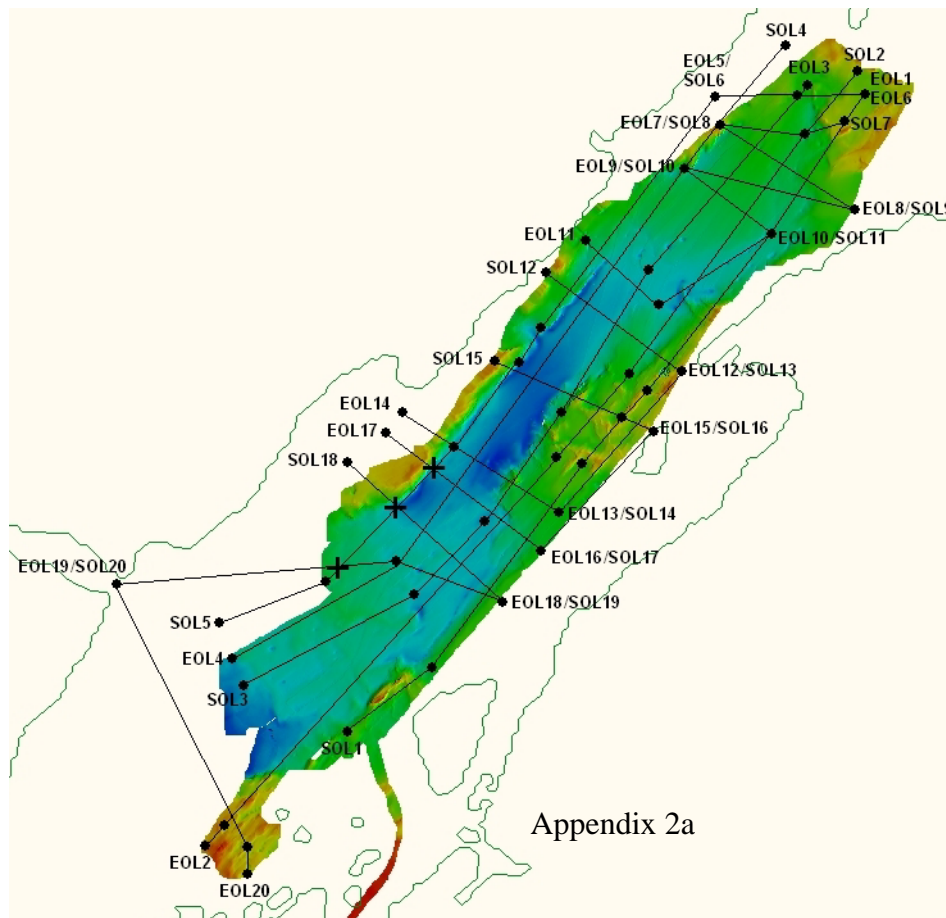 SOL4
EOL5/
SOL6
SOL2
EOL3
EOL1
EOL6
EOL7/SOL8
SOL7
EOL9/SOL10
EOL8/SOL9
EOL11
EOL10/SOL11
SOL12
SOL15
EOL12/SOL13
EOL14
EOL17
EOL15/SOL16
SOL18
EOL13/SOL14
EOL16/SOL17
EOL19/SOL20
EOL18/SOL19
SOL5
EOL4
SOL3
SOL1
Appendix 2a
EOL2
EOL20